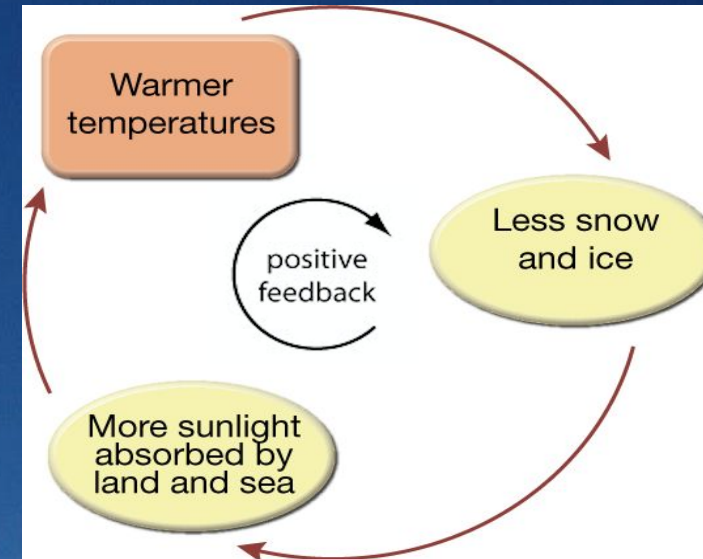 Warmer
temperatures
Less snow
and ice
positive
feedback
More sunlight
absorbed by
land and sea